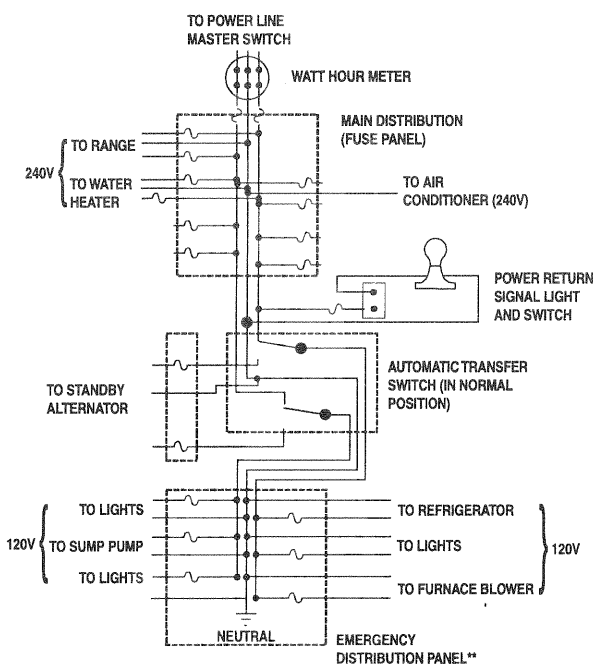 TO POWER LINE
MASTER SWITCH
WATT HOUR METER
MAIN DISTRIBUTION
(FUSE PANEL)
TO RANGE
240V
TO WATER
HEATER
TO AIR
CONDITIONER (240V)
POWER RETURN
SIGNAL LIGHT
AND SWITCH
AUTOMATIC TRANSFER
SWITCH (IN NORMAL
POSITION)
TO STANDBY
ALTERNATOR
TO LIGHTS
TO REFRIGERATOR
120V
TO SUMP PUMP
TO LIGHTS
120V
TO LIGHTS
TO FURNACE BLOWER
NEUTRAL
EMERGENCY
DISTRIBUTION PANEL**